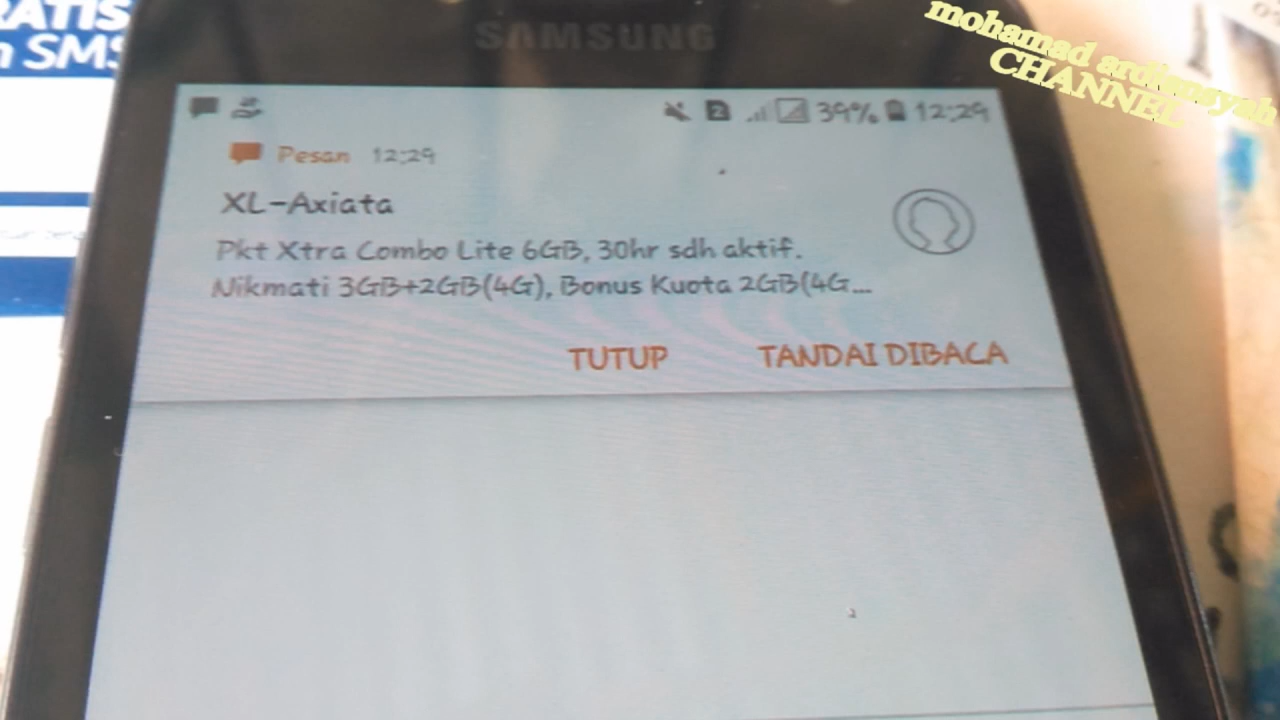 RATIS
SMS
SAMSUNG
mohamad ardiansyah
CHANNEL
2 39% 12:29
Pesan 12:29
XL-Axiata
Pkt Xtra Combo Lite 6GB, 30hr sdh aktif.
Nikmati 3GB+2GB(4G), Bonus Kuota 2GB(4G...
TUTUP TANDAI DIBACA